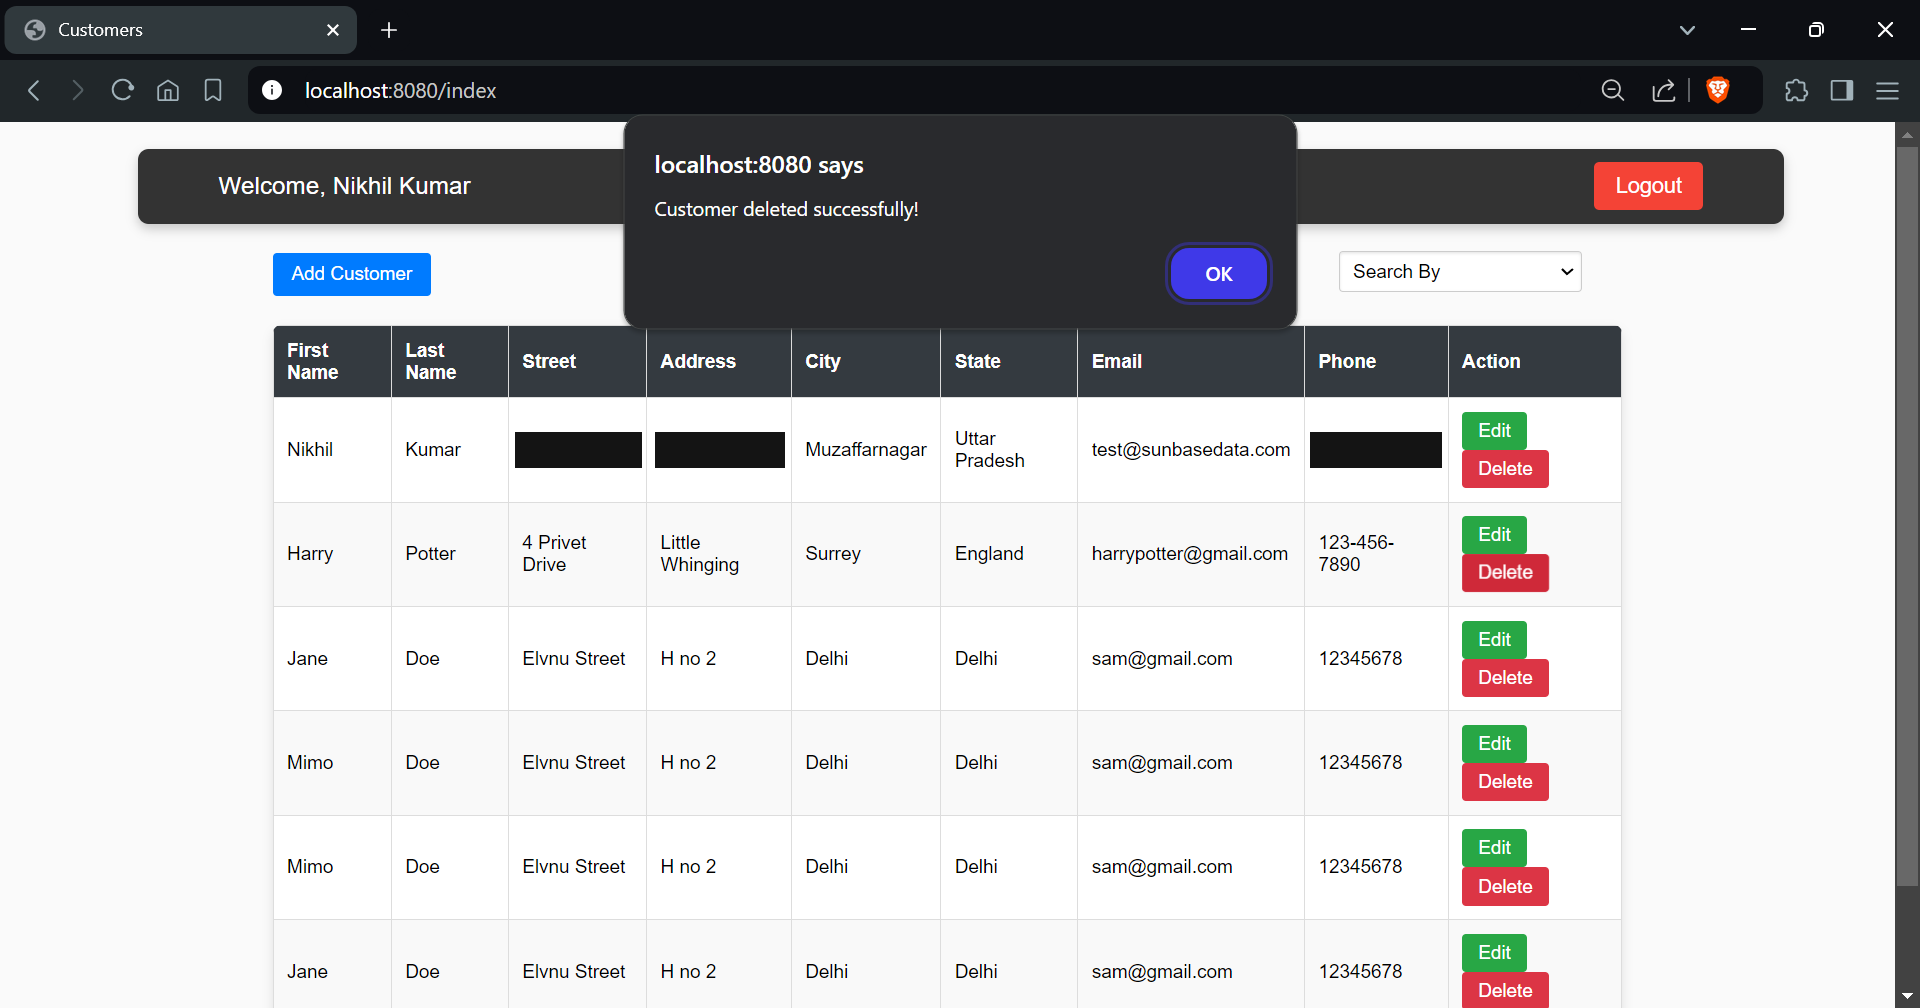 Customers
localhost:8080/index
localhost:8080 says
Customer deleted successfully!
OK
Welcome, Nikhil Kumar
Logout
Add Customer
Search By
First Name
Last Name
Street
Address
City
State
Email
Phone
Action
Nikhil
Kumar
Muzaffarnagar
Uttar
Pradesh
test@sunbasedata.com
Edit
Delete
Harry
Potter
4 Privet
Drive
Little
Whinging
Surrey
England
harrypotter@gmail.com
123-456-
7890
Edit
Delete
Jane
Doe
Elvnu Street
H no 2
Delhi
Delhi
sam@gmail.com
12345678
Edit
Delete
Mimo
Doe
Elvnu Street
H no 2
Delhi
Delhi
sam@gmail.com
12345678
Edit
Delete
Mimo
Doe
Elvnu Street
H no 2
Delhi
Delhi
sam@gmail.com
12345678
Edit
Delete
Jane
Doe
Elvnu Street
H no 2
Delhi
Delhi
sam@gmail.com
12345678
Edit
Delete